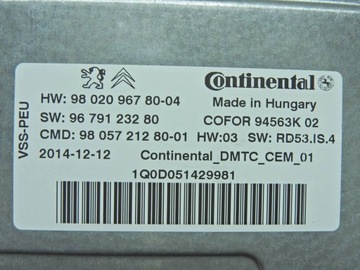 Continental
HW: 98 020 967 80-04
Made in Hungary
SW: 96 791 232 80
COFOR 94563K 02
CMD: 98 057 212 80-01
HW:03 SW: RD53.IS.4
2014-12-12
Continental_DMTC_CEM_01
1Q0D051429981
VSS-PEU